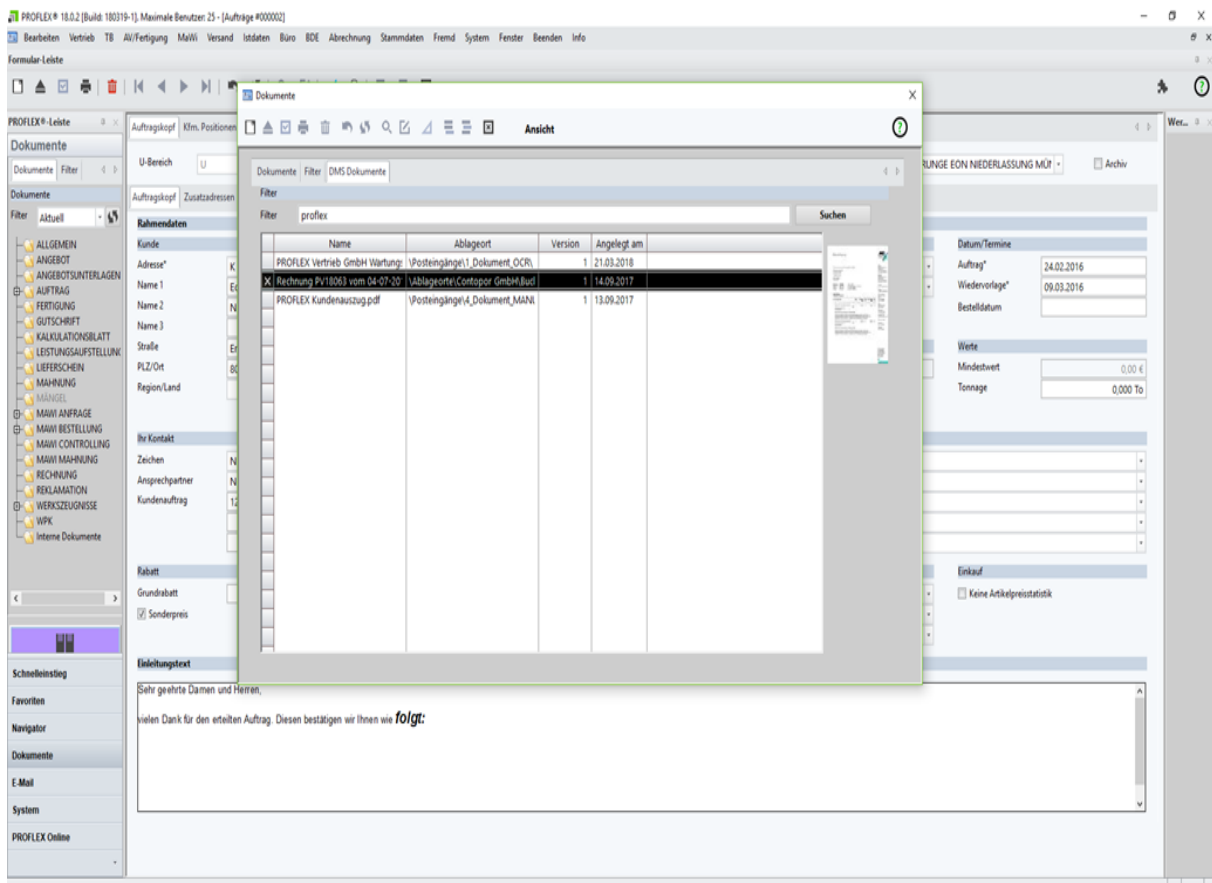 PROFLEX® 18.0.2 [Build: 180319-1]. Maximale Benutzer: 25 - [Aufträge #000002]
Bearbeiten Vertrieb TB AV/Fertigung MaWi Versand Istdaten Büro BDE Abrechnung Stammdaten Fremd System Fenster Beenden Info
Formular-Leiste
PROFLEX®-Leiste
Dokumente
Dokumente Filter
Dokumente
Filter Aktuell
ALLGEMEIN
ANGEBOT
ANGEBOTSUNTERLAGEN
AUFTRAG
FERTIGUNG
GUTSCHRIFT
KALKULATIONSBLATT
LEISTUNGSAUFSTELLUNG
LIEFERSCHEIN
MAHNUNG
MÄNGEL
MAWI ANFRAGE
MAWI BESTELLUNG
MAWI CONTROLLING
MAWI MAHNUNG
RECHNUNG
REKLAMATION
WERKSZEUGNISSE
WPK
Interne Dokumente
Schnelleinstieg
Favoriten
Navigator
Dokumente
E-Mail
System
PROFLEX Online
Auftragskopf Kfm. Positionen
U-Bereich U
RUNGE EON NIEDERLASSUNG MÜN
Archiv
Wer...
Auftragskopf Zusatzadressen
Rahmendaten
Kunde
Adresse* K
Name 1
Name 2 N
Name 3
Straße
PLZ/Ort 80
Region/Land
Ihr Kontakt
Zeichen N
Ansprechpartner N
Kundenauftrag 12
Rabatt
Grundrabatt
Sonderpreis
Datum/Termine
Auftrag* 24.02.2016
Wiedervorlage* 09.03.2016
Bestelldatum
Werte
Mindestwert 0,00 €
Tonnage 0,000 To
Einkauf
Keine Artikelpreisstatistik
Einleitungstext
Sehr geehrte Damen und Herren,
vielen Dank für den erteilten Auftrag. Diesen bestätigen wir Ihnen wie folgt:
Dokumente
Ansicht
Dokumente Filter DMS Dokumente
Filter
Filter proflex Suchen
Name Ablageort Version Angelegt am
PROFLEX Vertrieb GmbH Wartung: \Posteingänge\1_Dokument_OCR\ 1 21.03.2018
X Rechnung PV18063 vom 04-07-20 \Ablageorte\Contopor GmbH\Bucl 1 14.09.2017
PROFLEX Kundenauszug.pdf \Posteingänge\4_Dokument_MANU 1 13.09.2017